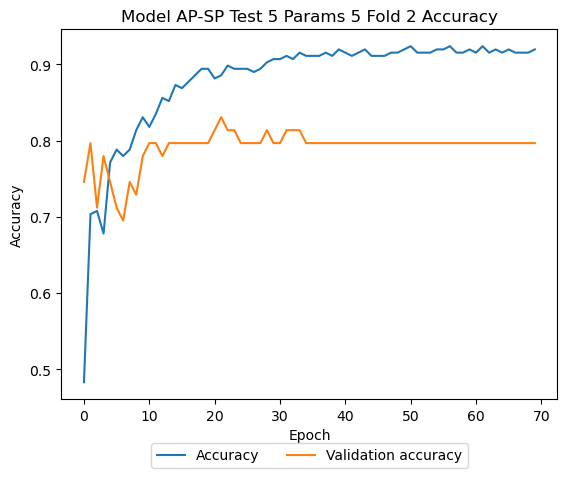 Model AP-SP Test 5 Params 5 Fold 2 Accuracy
Accuracy
0.9
0.8
0.7
0.6
0.5
0 10 20 30 40 50 60 70
Epoch
Accuracy Validation accuracy